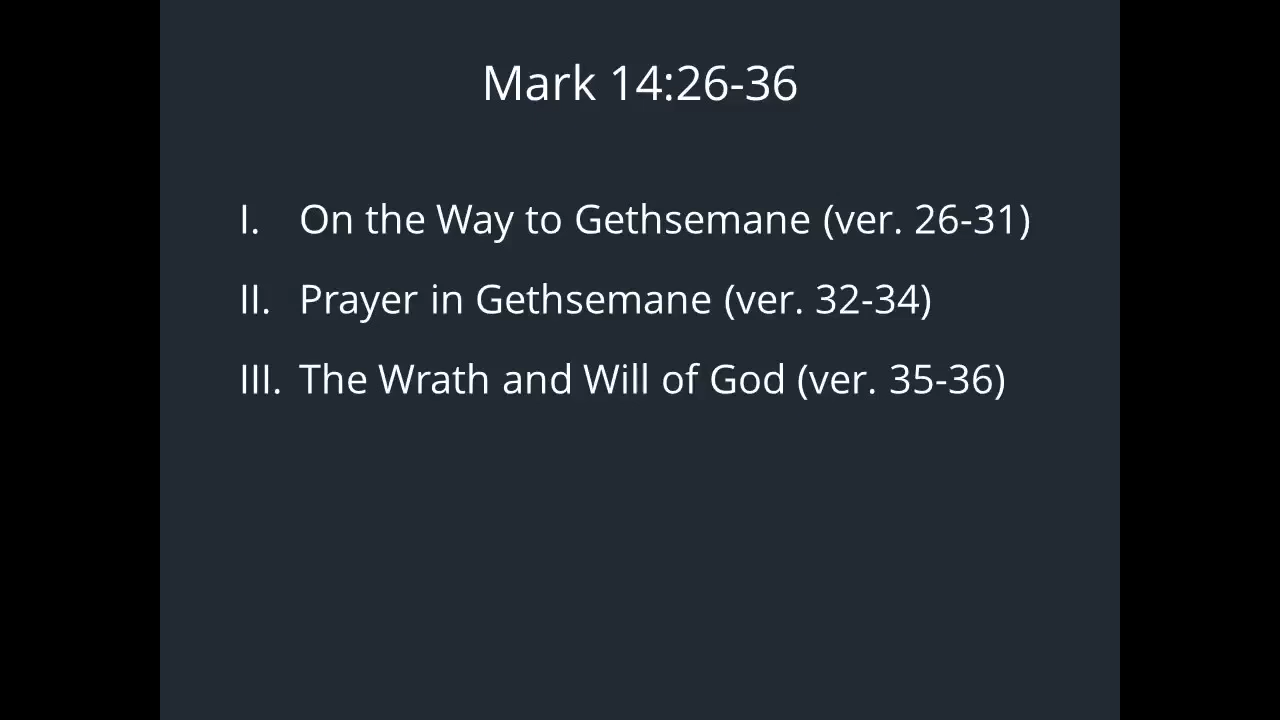 Mark 14:26-36
I. On the Way to Gethsemane (ver. 26-31)
II. Prayer in Gethsemane (ver. 32-34)
III. The Wrath and Will of God (ver. 35-36)